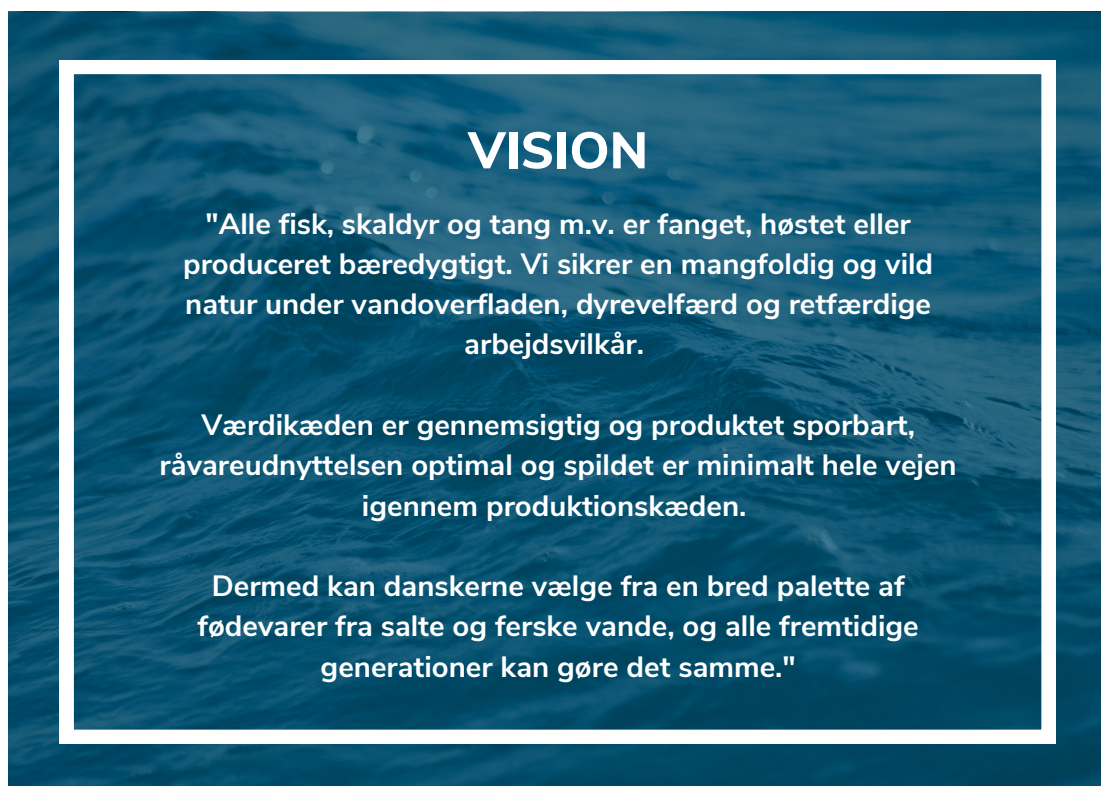 VISION
"Alle fisk, skaldyr og tang m.v. er fanget, høstet eller
produceret bæredygtigt. Vi sikrer en mangfoldig og vild
natur under vandoverfladen, dyrevelfærd og retfærdige
arbejdsvilkår.
Værdikæden er gennemsigtig og produktet sporbart,
råvareudnyttelsen optimal og spildet er minimalt hele vejen
igennem produktionskæden.
Dermed kan danskerne vælge fra en bred palette af
fødevarer fra salte og ferske vande, og alle fremtidige
generationer kan gøre det samme."